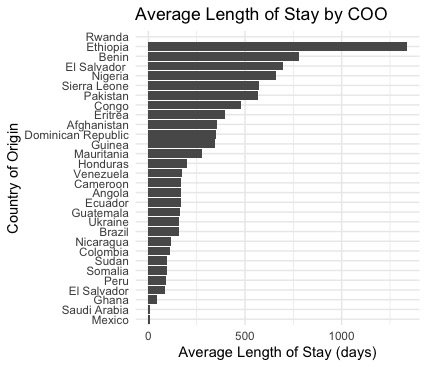 Average Length of Stay by COO
Rwanda
Ethiopia
Benin
El Salvador
Nigeria
Sierra Leone
Pakistan
Congo
Eritrea
Afghanistan
Dominican Republic
Guinea
Mauritania
Honduras
Venezuela
Cameroon
Angola
Ecuador
Guatemala
Ukraine
Brazil
Nicaragua
Colombia
Sudan
Somalia
Peru
El Salvador
Ghana
Saudi Arabia
Mexico
Country of Origin
0 500 1000
Average Length of Stay (days)